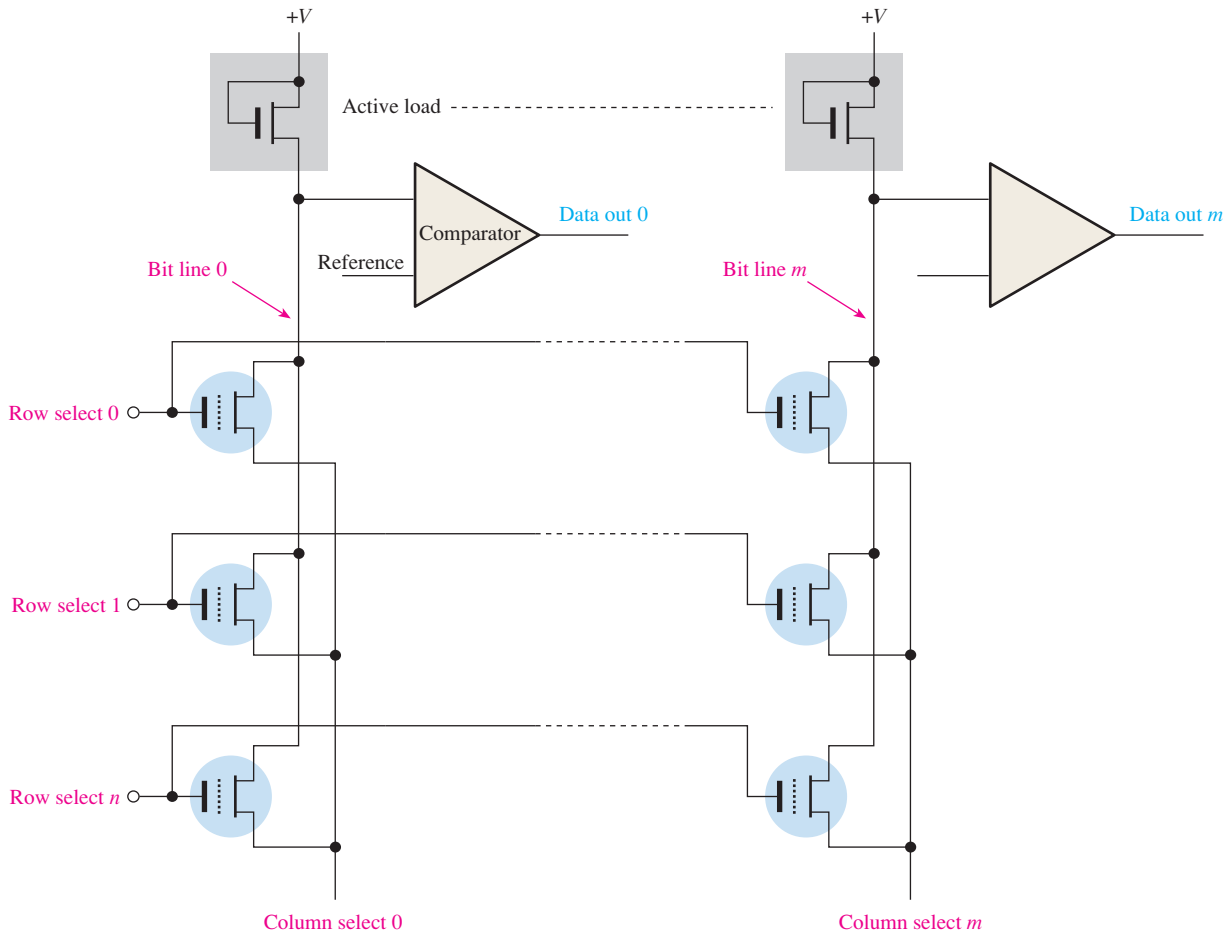 +V
+V
Active load
Data out 0
Data out m
Comparator
Reference
Bit line 0
Bit line m
Row select 0
Row select 1
Row select n
Column select 0
Column select m